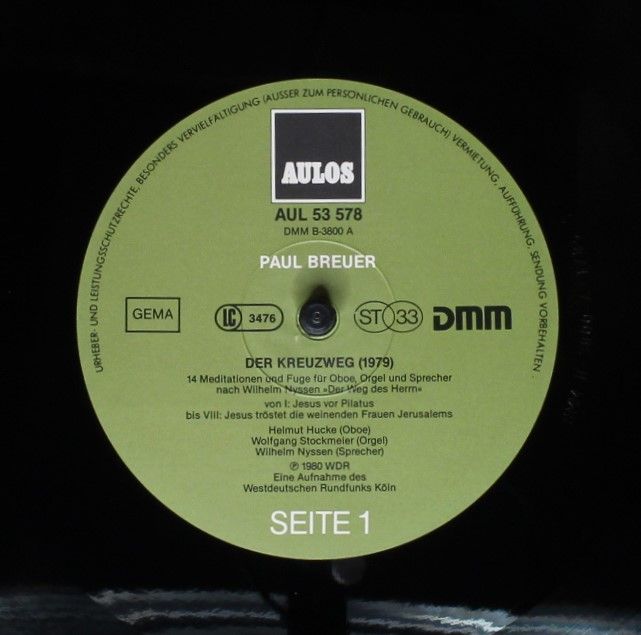 URHEBER- UND LEISTUNGSSCHUTZRECHTE, BESONDERS VERVIELFÄLTIGUNG (AUSSER ZUM PERSÖNLICHEN GEBRAUCH) VERMIETUNG, AUFFÜHRUNG, SENDUNG VORBEHALTEN.
AULOS
AUL 53 578
DMM B-3800 A
PAUL BREUER
GEMA LC 3476 ST 33 DMM
DER KREUZWEG (1979)
14 Meditationen und Fuge für Oboe, Orgel und Sprecher
nach Wilhelm Nyssen »Der Weg des Herrn«
von I: Jesus vor Pilatus
bis VIII: Jesus tröstet die weinenden Frauen Jerusalems
Helmut Hucke (Oboe)
Wolfgang Stockmeier (Orgel)
Wilhelm Nyssen (Sprecher)
℗ 1980 WDR
Eine Aufnahme des
Westdeutschen Rundfunks Köln
SEITE 1